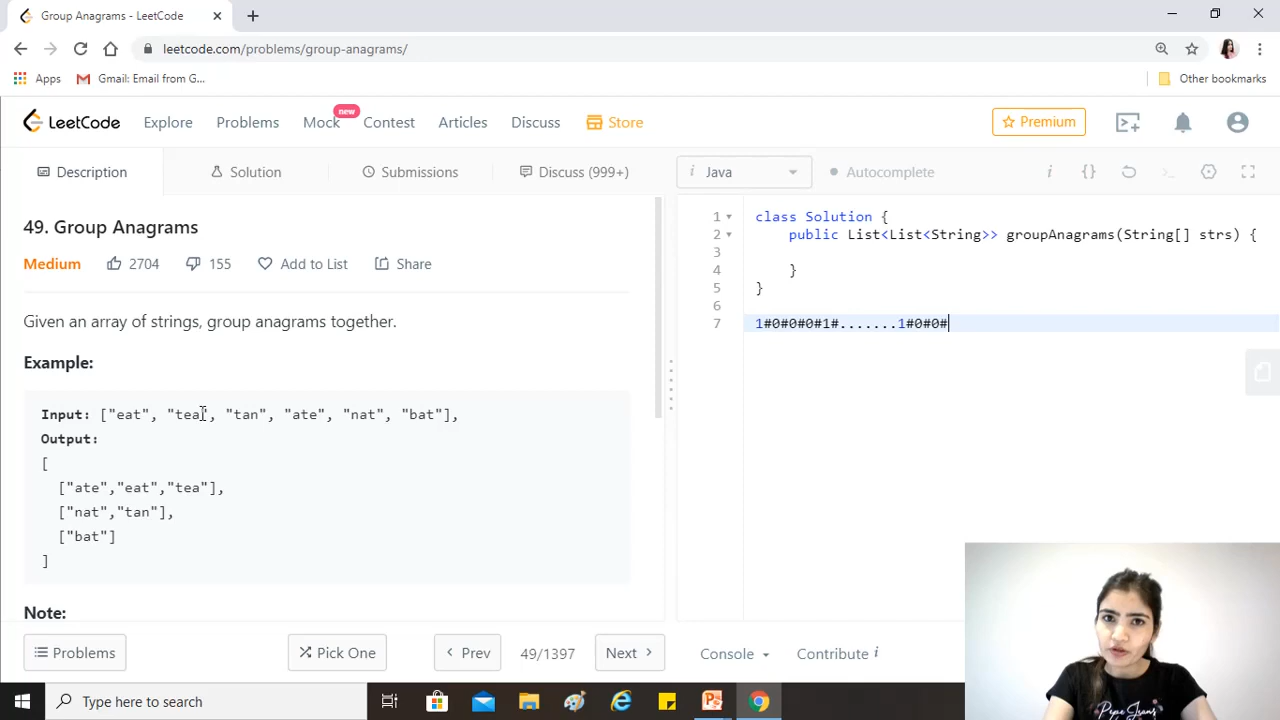 Group Anagrams - LeetCode
leetcode.com/problems/group-anagrams/
Apps Gmail: Email from G... Other bookmarks
LeetCode Explore Problems Mock new Contest Articles Discuss Store Premium
Description Solution Submissions Discuss (999+) i Java Autocomplete i {}
49. Group Anagrams
Medium 2704 155 Add to List Share
Given an array of strings, group anagrams together.
Example:
Input: ["eat", "tea", "tan", "ate", "nat", "bat"],
Output:
[
["ate","eat","tea"],
["nat","tan"],
["bat"]
]
Note:
1 class Solution {
2 public List<List<String>> groupAnagrams(String[] strs) {
3
4 }
5 }
6
7 1#0#0#0#1#.......1#0#0#
Problems Pick One Prev 49/1397 Next Console Contribute i
Type here to search
Pepe Jeans